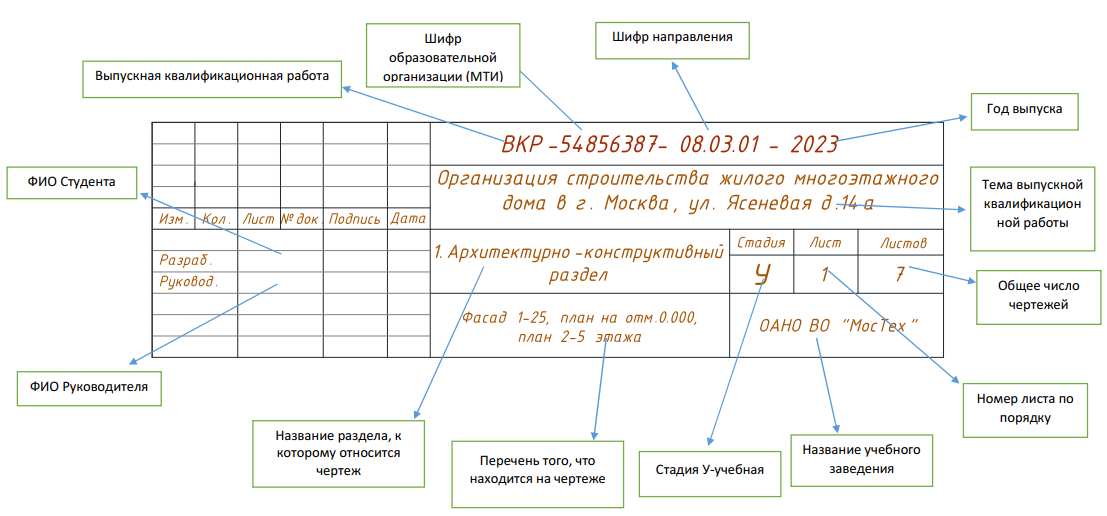 Шифр
образовательной
организации (МТИ)
Шифр направления
Выпускная квалификационная работа
Год выпуска
ВКР -54856387- 08.03.01 - 2023
ФИО Студента
Организация строительства жилого многоэтажного
дома в г. Москва, ул. Ясеневая д.14 а
Тема выпускной
квалификацион
ной работы
Изм. Кол. Лист № док Подпись Дата
Стадия Лист Листов
1. Архитектурно -конструктивный
раздел
Разраб.
Руковод.
У 1 7
Общее число
чертежей
Фасад 1-25, план на отм.0.000,
план 2-5 этажа
ОАНО ВО "МосТех"
ФИО Руководителя
Номер листа по
порядку
Название раздела, к
которому относится
чертеж
Перечень того, что
находится на чертеже
Стадия У-учебная
Название учебного
заведения